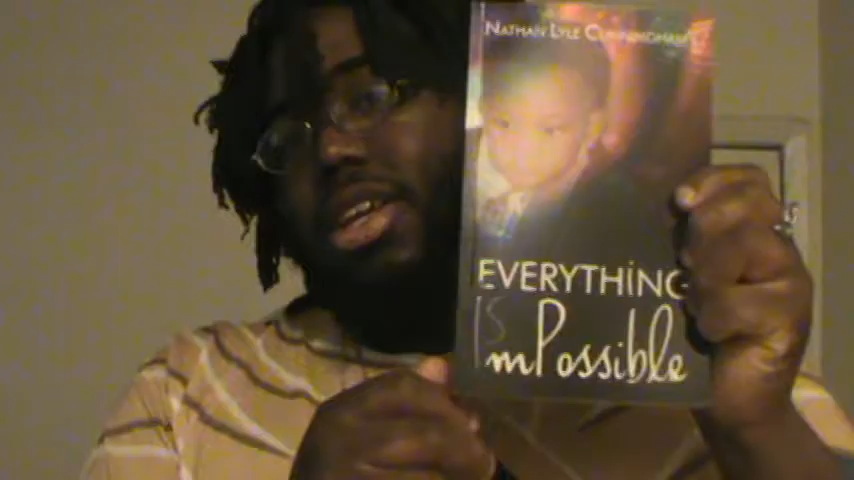 NATHAN LYLE CUNNINGHAM
EVERYTHING
IS
imPossible